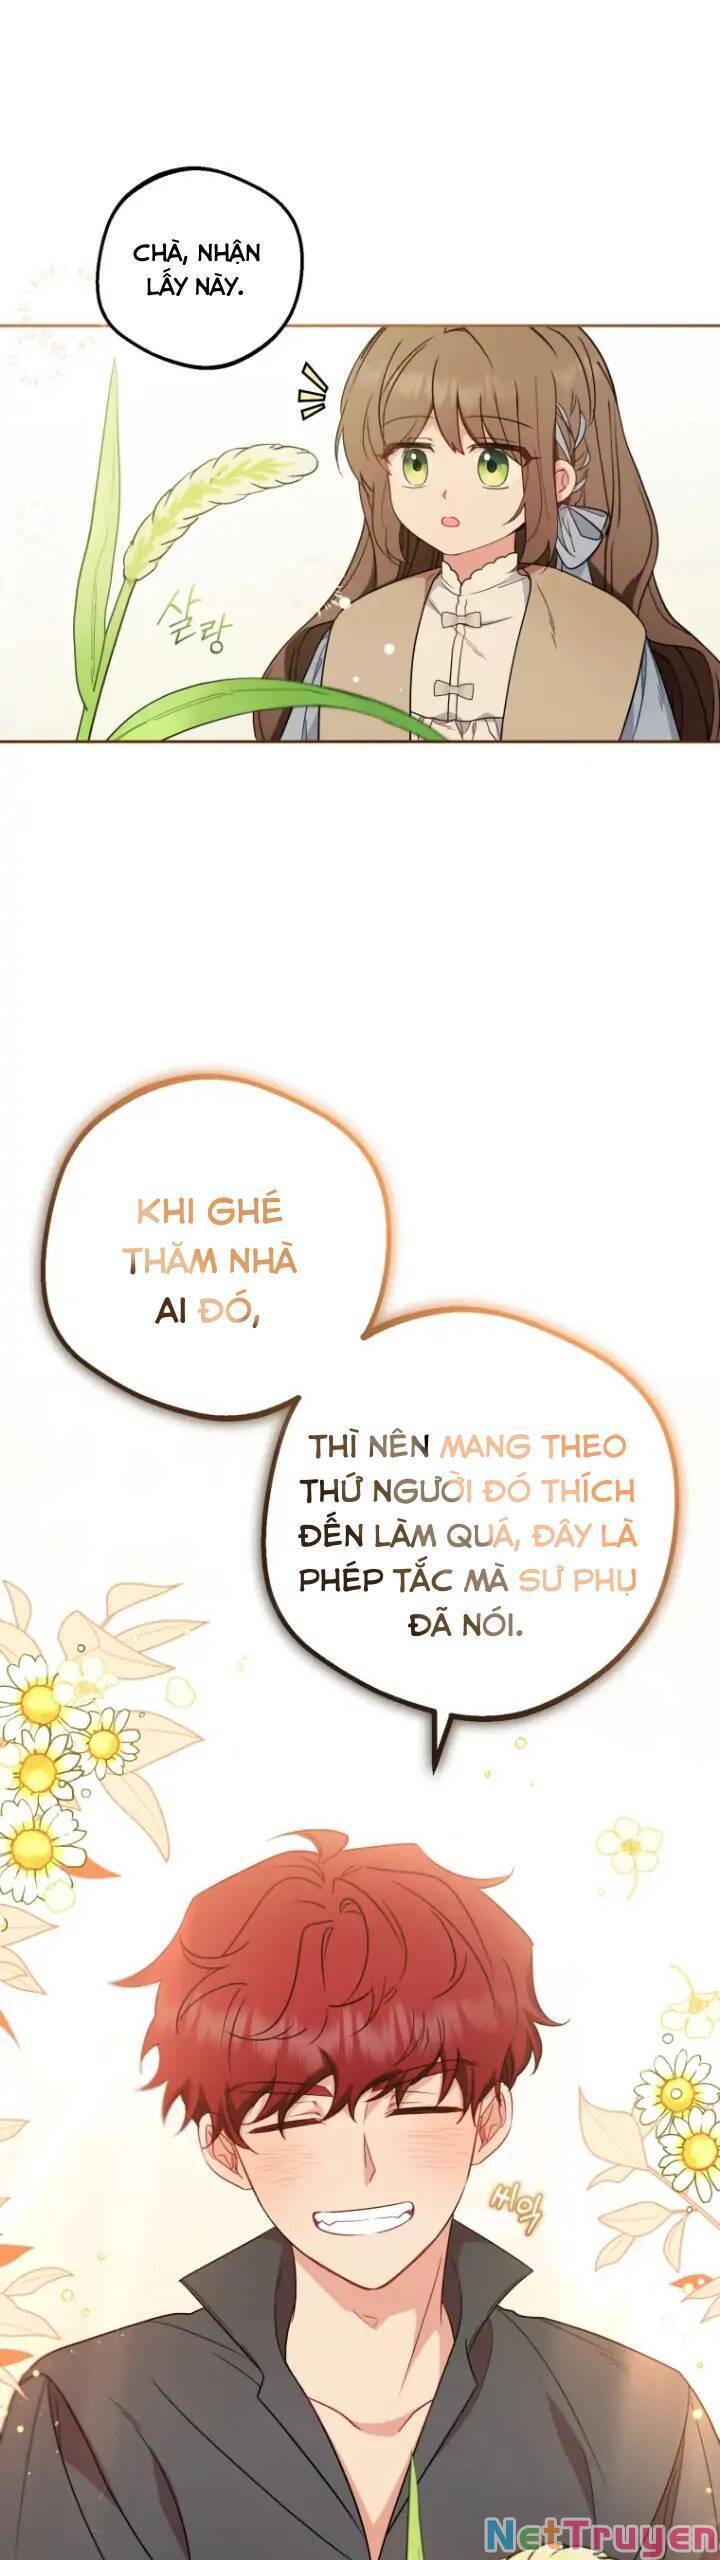 CHÀ, NHẬN
LẤY NÀY.
살랑
KHI GHÉ
THĂM NHÀ
AI ĐÓ,
THÌ NÊN MANG THEO
THỨ NGƯỜI ĐÓ THÍCH
ĐẾN LÀM QUÁ, ĐÂY LÀ
PHÉP TẮC MÀ SƯ PHỤ
ĐÃ NÓI.
씨익
NetTruyen